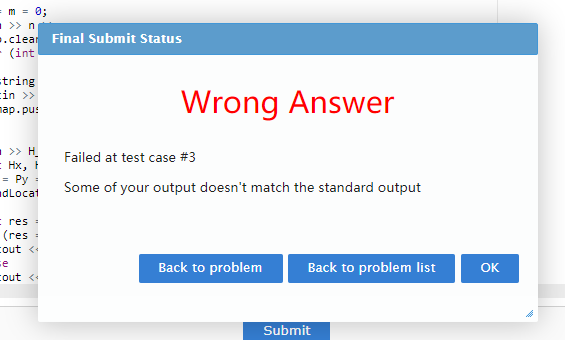 = m = 0;
>> n
Final Submit Status
(int
string
Wrong Answer
cin >>
map.pus
Failed at test case #3
>> H_
Hx, H
= Py =
Some of your output doesn't match the standard output
ndLocat
res =
(res =
cout <<
Back to problem
Back to problem list
OK
cout <<
Submit